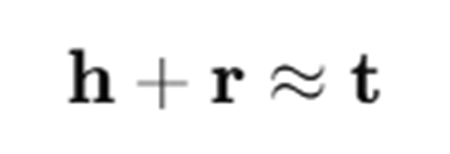 h + r ≈ t